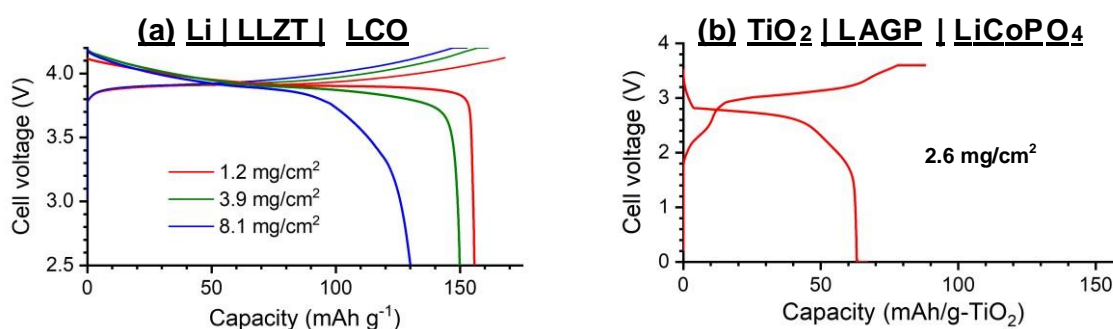 (a) Li | LLZT | LCO
Cell voltage (V)
4.0
3.5
3.0
2.5
1.2 mg/cm²
3.9 mg/cm²
8.1 mg/cm²
0 50 100 150
Capacity (mAh g⁻¹)
(b) TiO₂ | LAGP | LiCoPO₄
Cell voltage (V)
4
3
2
1
0
2.6 mg/cm²
0 50 100 150
Capacity (mAh/g-TiO₂)